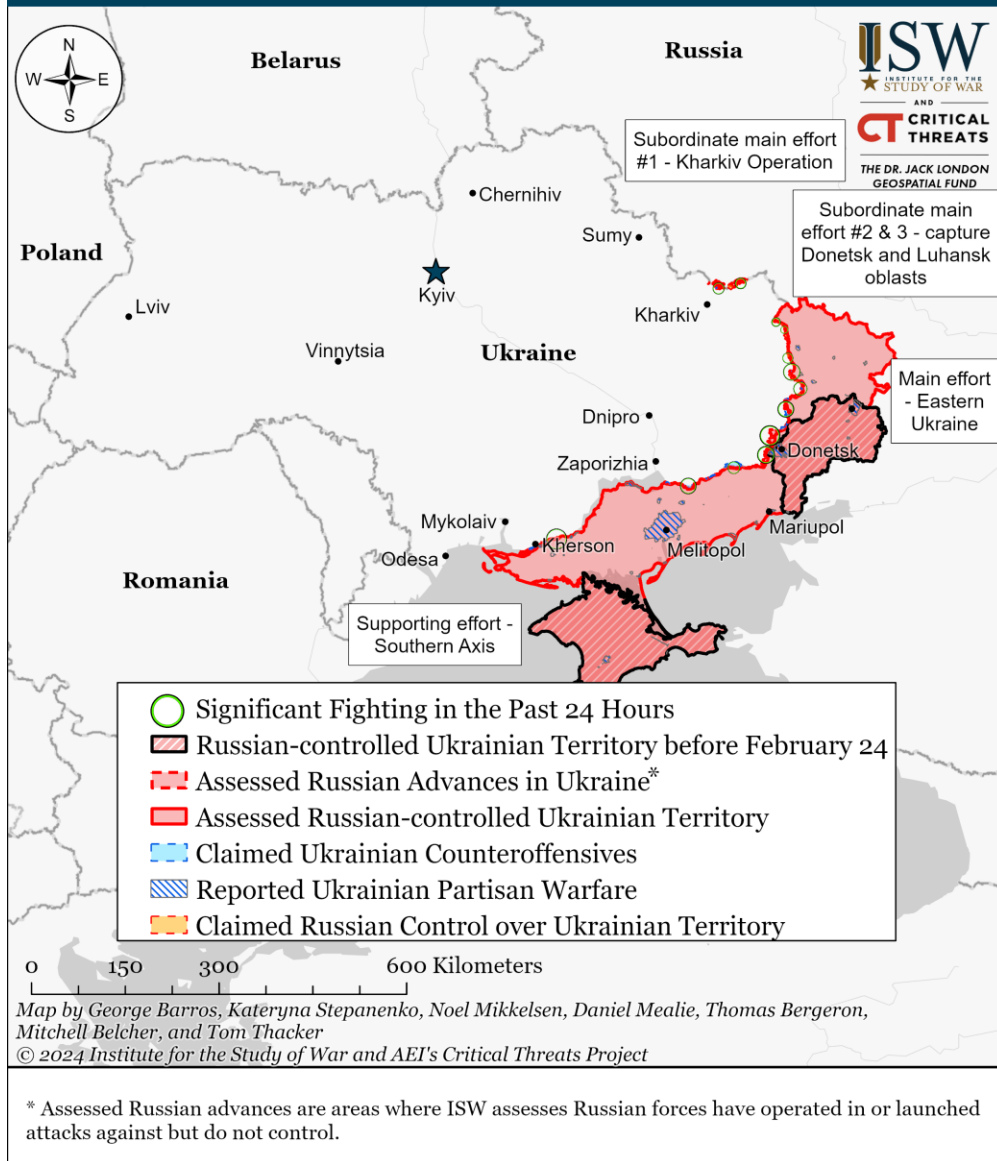 N
W
E
S
Belarus
Russia
ISW
INSTITUTE FOR THE
STUDY OF WAR
AND
CT CRITICAL
THREATS
THE DR. JACK LONDON
GEOSPATIAL FUND
Subordinate main effort
#1 - Kharkiv Operation
Subordinate main
effort #2 & 3 - capture
Donetsk and Luhansk
oblasts
Chernihiv
Sumy
Poland
Kyiv
Lviv
Kharkiv
Vinnytsia
Ukraine
Main effort
- Eastern
Ukraine
Dnipro
Donetsk
Zaporizhia
Mykolaiv
Mariupol
Kherson
Odesa
Melitopol
Romania
Supporting effort -
Southern Axis
Significant Fighting in the Past 24 Hours
Russian-controlled Ukrainian Territory before February 24
Assessed Russian Advances in Ukraine*
Assessed Russian-controlled Ukrainian Territory
Claimed Ukrainian Counteroffensives
Reported Ukrainian Partisan Warfare
Claimed Russian Control over Ukrainian Territory
0 150 300 600 Kilometers
Map by George Barros, Kateryna Stepanenko, Noel Mikkelsen, Daniel Mealie, Thomas Bergeron,
Mitchell Belcher, and Tom Thacker
© 2024 Institute for the Study of War and AEI's Critical Threats Project
* Assessed Russian advances are areas where ISW assesses Russian forces have operated in or launched
attacks against but do not control.